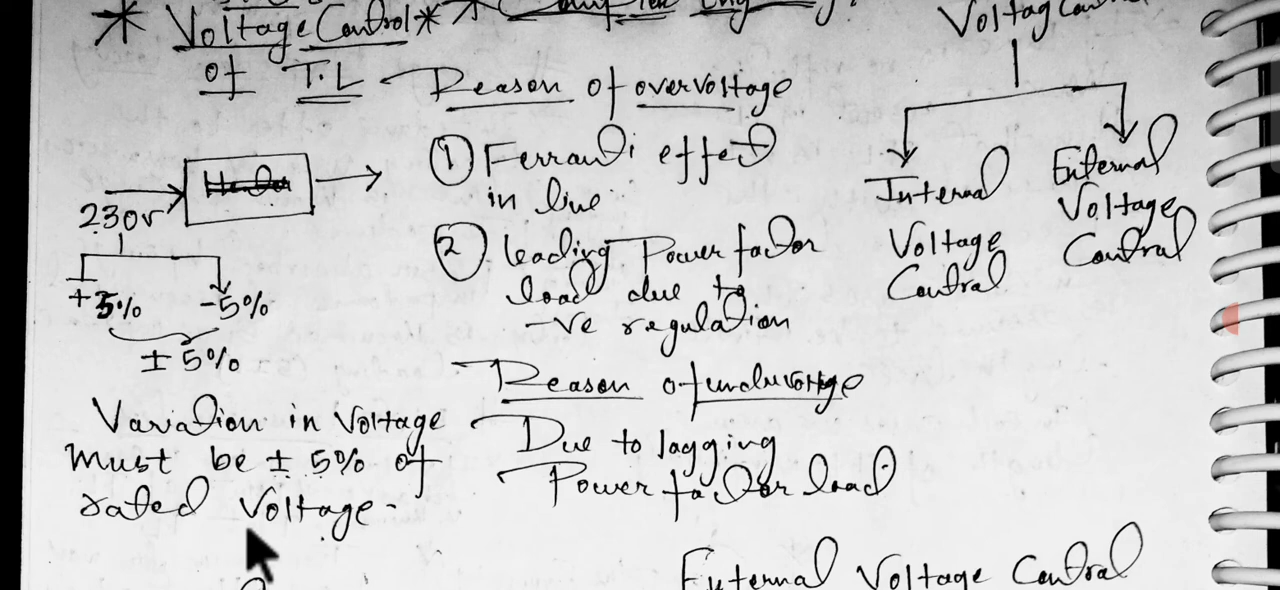 * Voltage Control *
of T.L
Reason of overvoltage
① Ferranti effect
in line
② leading Power factor
load due to
-ve regulation
230v
+5% -5%
± 5%
Variation in Voltage
must be ± 5% of
rated Voltage.
Reason of undervoltage
Due to lagging
Power factor load
Voltage Control
Internal
Voltage
Control
External
Voltage
Control
External Voltage Control